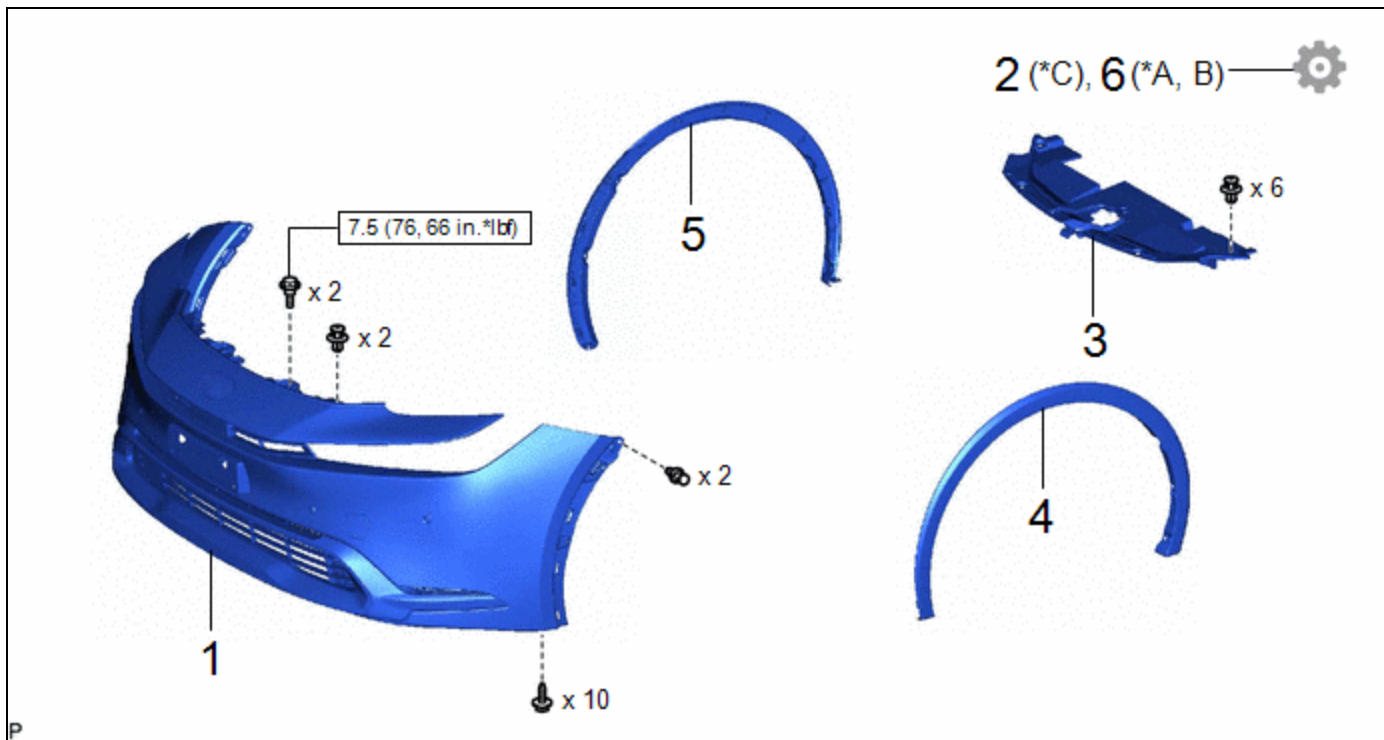 2 (*C), 6 (*A, B)
x 6
5
7.5 (76, 66 in.*lbf)
x 2
x 2
3
x 2
4
1
x 10
P